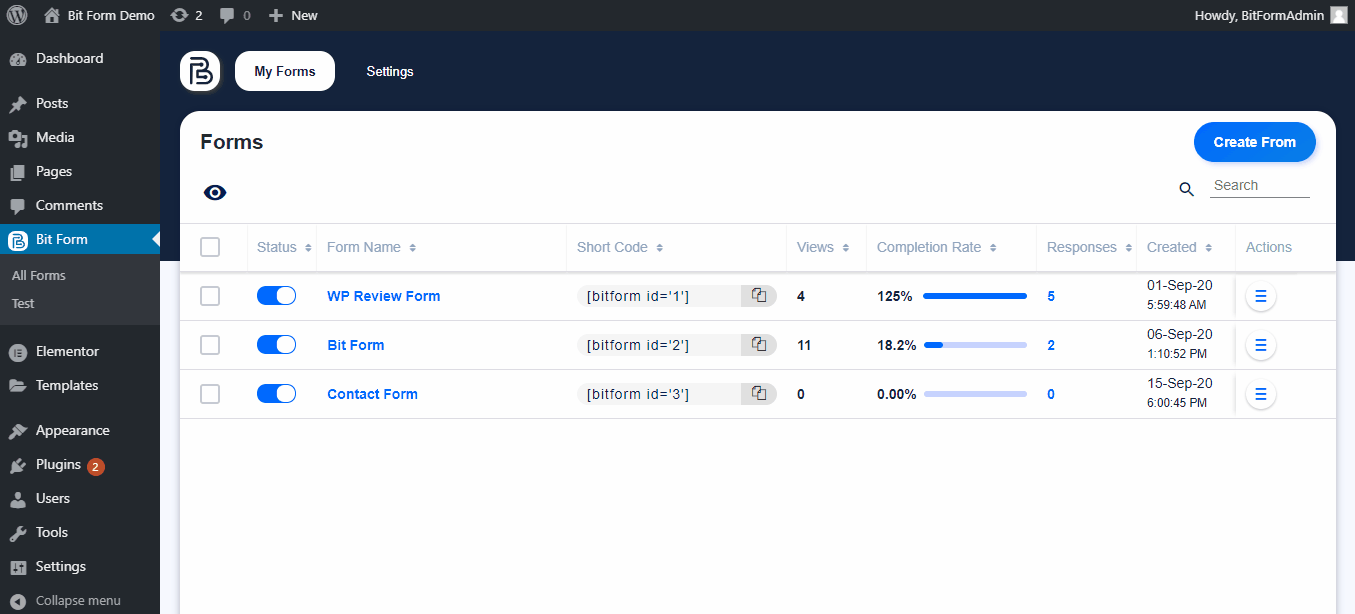 Bit Form Demo 2 0 New Howdy, BitFormAdmin
Dashboard
Posts
Media
Pages
Comments
Bit Form
All Forms
Test
Elementor
Templates
Appearance
Plugins 2
Users
Tools
Settings
Collapse menu
My Forms Settings
Forms Create From
Search
Status Form Name Short Code Views Completion Rate Responses Created Actions
WP Review Form [bitform id='1'] 4 125% 5 01-Sep-20
5:59:48 AM
Bit Form [bitform id='2'] 11 18.2% 2 06-Sep-20
1:10:52 PM
Contact Form [bitform id='3'] 0 0.00% 0 15-Sep-20
6:00:45 PM